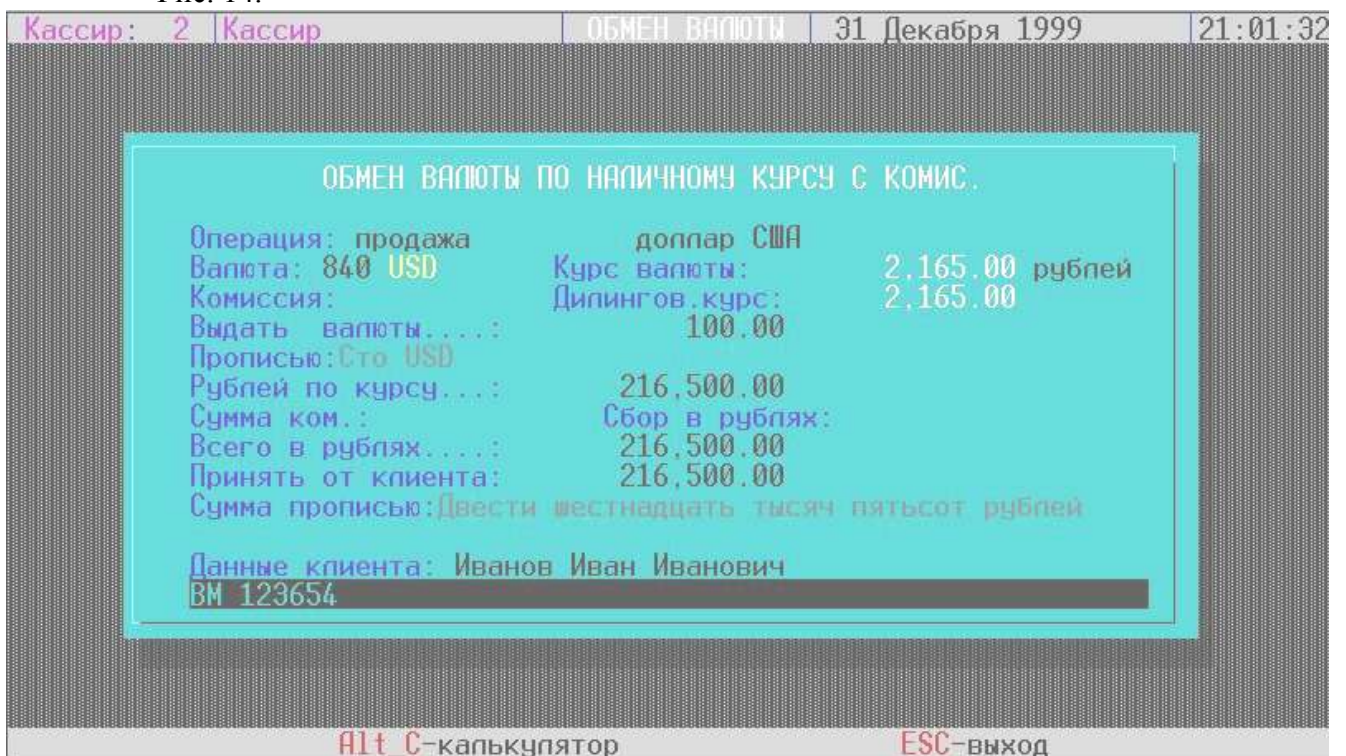 Рис. 14.
Кассир: 2 Кассир ОБМЕН ВАЛЮТЫ 31 Декабря 1999 21:01:32
ОБМЕН ВАЛЮТЫ ПО НАЛИЧНОМУ КУРСУ С КОМИС.
Операция: продажа доллар США
Валюта: 840 USD Курс валюты: 2,165.00 рублей
Комиссия: Дилингов.курс: 2,165.00
Выдать валюты....: 100.00
Прописью:Сто USD
Рублей по курсу...: 216,500.00
Сумма ком.: Сбор в рублях:
Всего в рублях....: 216,500.00
Принять от клиента: 216,500.00
Сумма прописью:Двести шестнадцать тысяч пятьсот рублей
Данные клиента: Иванов Иван Иванович
ВМ 123654
Alt C-калькулятор ESC-выход